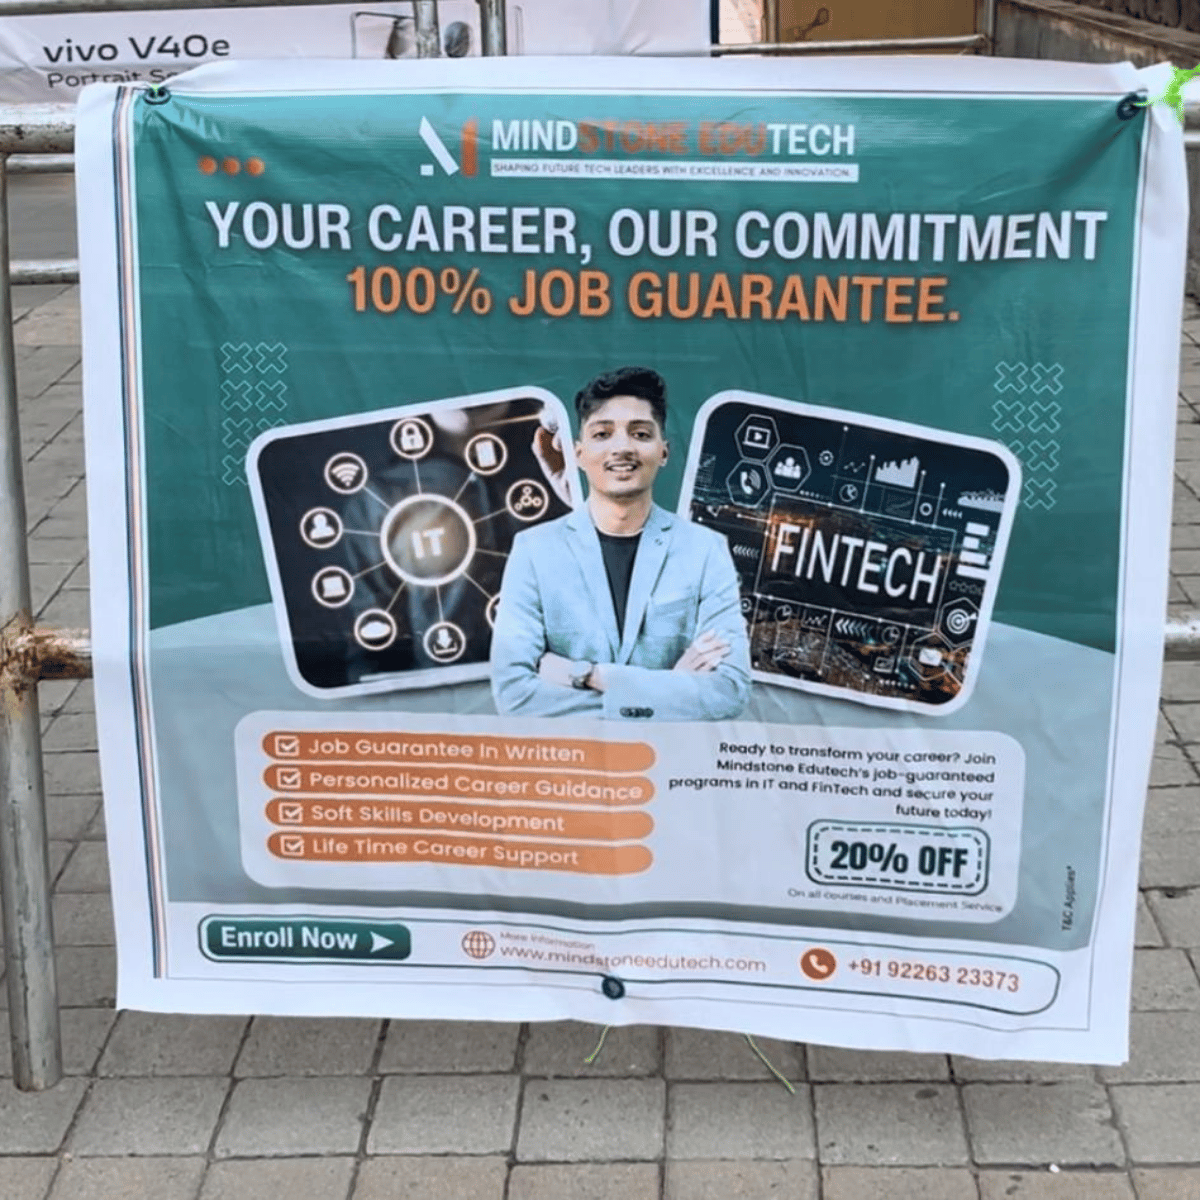 vivo V40e
Portrait
MINDSTONE EDUTECH
SHAPING FUTURE TECH LEADERS WITH EXCELLENCE AND INNOVATION.
YOUR CAREER, OUR COMMITMENT
100% JOB GUARANTEE.
IT
FINTECH
Job Guarantee In Written
Personalized Career Guidance
Soft Skills Development
Life Time Career Support
Ready to transform your career? Join
Mindstone Edutech's job-guaranteed
programs in IT and FinTech and secure your
future today!
20% OFF
On all courses and Placement Service
T&C Applies*
Enroll Now
More Information
www.mindstoneedutech.com
+91 92263 23373